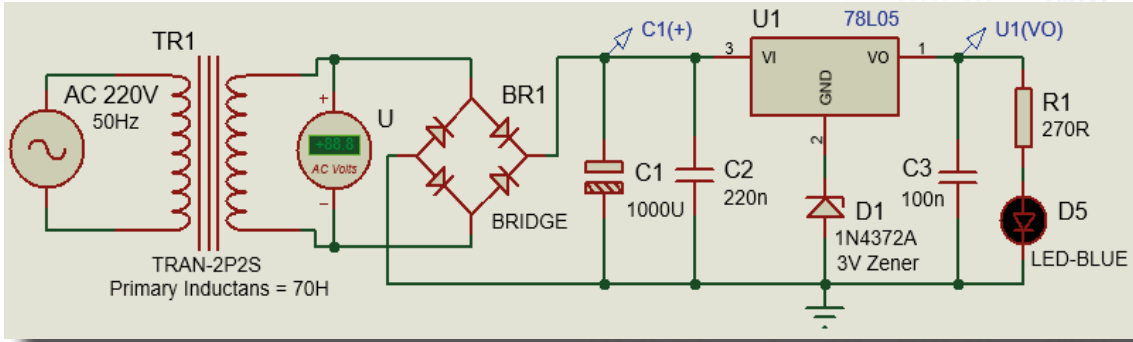 TR1
AC 220V
50Hz
TRAN-2P2S
Primary Inductans = 70H
+
U
+88.8
AC Volts
−
BR1
BRIDGE
C1(+)
C1
1000U
C2
220n
U1
78L05
3
VI
VO
1
GND
2
D1
1N4372A
3V Zener
U1(VO)
C3
100n
R1
270R
D5
LED-BLUE